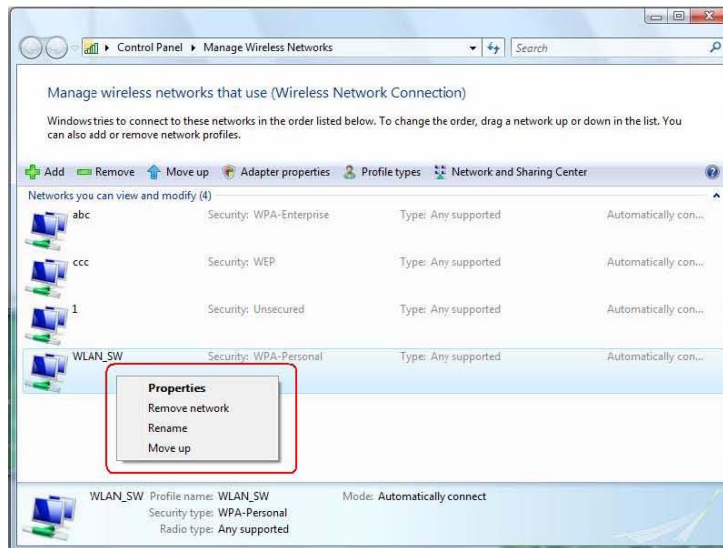 Control Panel ▸ Manage Wireless Networks Search
Manage wireless networks that use (Wireless Network Connection)
Windows tries to connect to these networks in the order listed below. To change the order, drag a network up or down in the list. You
can also add or remove network profiles.
Add Remove Move up Adapter properties Profile types Network and Sharing Center
Networks you can view and modify (4)
abc Security: WPA-Enterprise Type: Any supported Automatically con...
ccc Security: WEP Type: Any supported Automatically con...
1 Security: Unsecured Type: Any supported Automatically con...
WLAN_SW Security: WPA-Personal Type: Any supported Automatically con...
Properties
Remove network
Rename
Move up
WLAN_SW Profile name: WLAN_SW Mode: Automatically connect
Security type: WPA-Personal
Radio type: Any supported